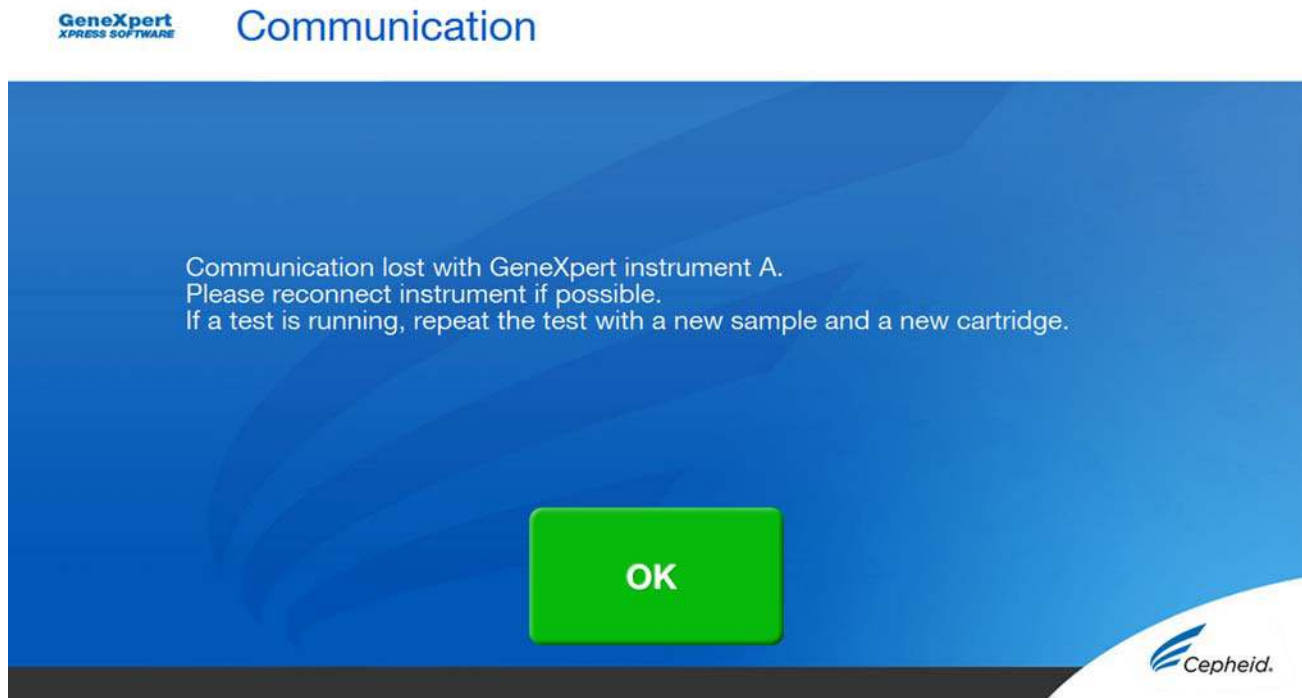 GeneXpert
XPRESS SOFTWARE
Communication
Communication lost with GeneXpert instrument A.
Please reconnect instrument if possible.
If a test is running, repeat the test with a new sample and a new cartridge.
OK
Cepheid.